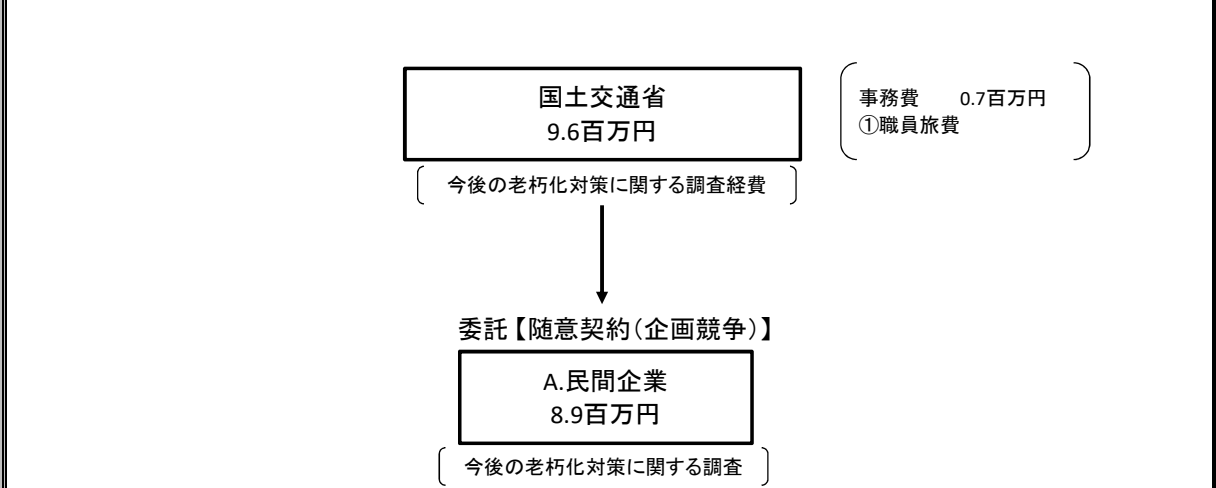 国土交通省
9.6百万円
事務費　　0.7百万円
①職員旅費
今後の老朽化対策に関する調査経費
委託【随意契約（企画競争）】
A.民間企業
8.9百万円
今後の老朽化対策に関する調査